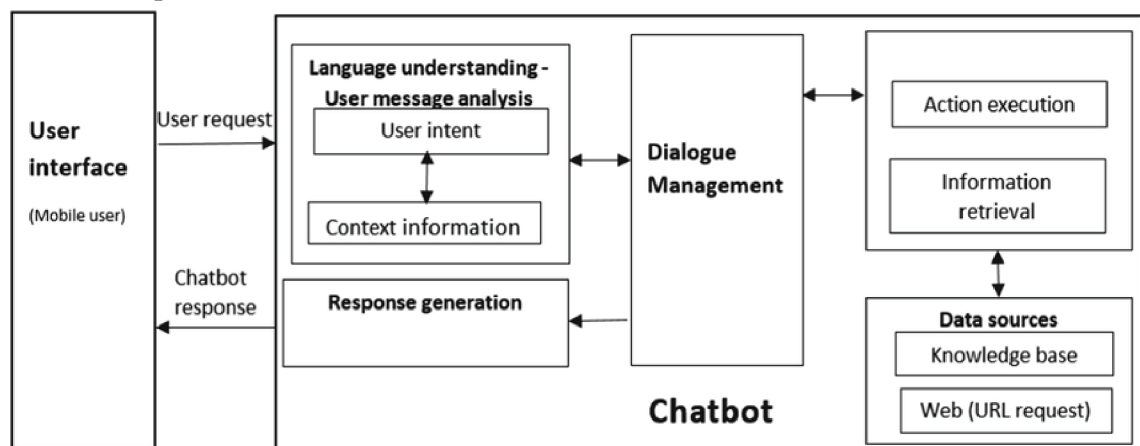 User
interface
(Mobile user)
User request
Chatbot
response
Language understanding -
User message analysis
User intent
Context information
Response generation
Dialogue
Management
Action execution
Information
retrieval
Data sources
Knowledge base
Web (URL request)
Chatbot